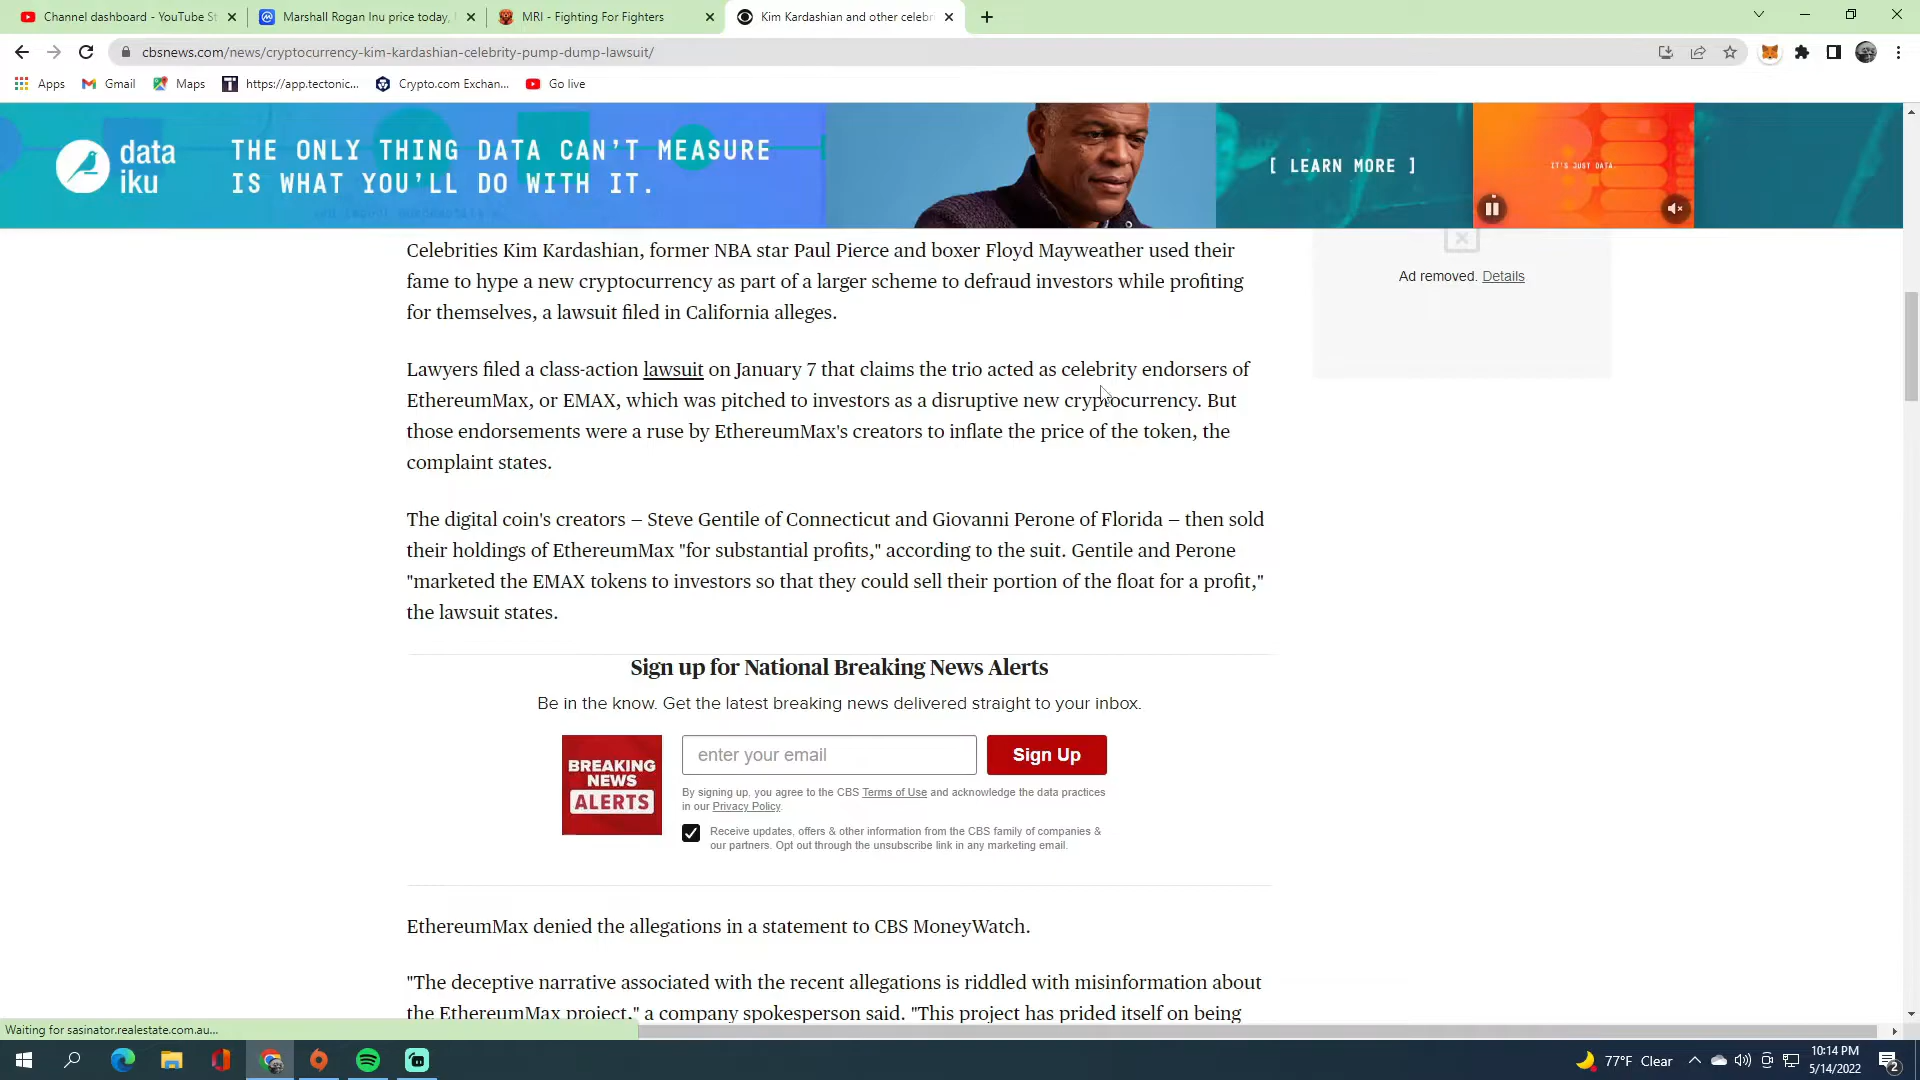 Channel dashboard - YouTube St
Marshall Rogan Inu price today,
MRI - Fighting For Fighters
Kim Kardashian and other celebri
cbsnews.com/news/cryptocurrency-kim-kardashian-celebrity-pump-dump-lawsuit/
Apps
Gmail
Maps
https://app.tectonic...
Crypto.com Exchan...
Go live
data
iku
THE ONLY THING DATA CAN'T MEASURE
IS WHAT YOU'LL DO WITH IT.
[ LEARN MORE ]
IT'S JUST DATA
Celebrities Kim Kardashian, former NBA star Paul Pierce and boxer Floyd Mayweather used their
fame to hype a new cryptocurrency as part of a larger scheme to defraud investors while profiting
for themselves, a lawsuit filed in California alleges.
Ad removed. Details
Lawyers filed a class-action lawsuit on January 7 that claims the trio acted as celebrity endorsers of
EthereumMax, or EMAX, which was pitched to investors as a disruptive new cryptocurrency. But
those endorsements were a ruse by EthereumMax's creators to inflate the price of the token, the
complaint states.
The digital coin's creators – Steve Gentile of Connecticut and Giovanni Perone of Florida – then sold
their holdings of EthereumMax "for substantial profits," according to the suit. Gentile and Perone
"marketed the EMAX tokens to investors so that they could sell their portion of the float for a profit,"
the lawsuit states.
Sign up for National Breaking News Alerts
Be in the know. Get the latest breaking news delivered straight to your inbox.
BREAKING
NEWS
ALERTS
enter your email
Sign Up
By signing up, you agree to the CBS Terms of Use and acknowledge the data practices
in our Privacy Policy.
Receive updates, offers & other information from the CBS family of companies &
our partners. Opt out through the unsubscribe link in any marketing email.
EthereumMax denied the allegations in a statement to CBS MoneyWatch.
"The deceptive narrative associated with the recent allegations is riddled with misinformation about
the EthereumMax project," a company spokesperson said. "This project has prided itself on being
Waiting for sasinator.realestate.com.au...
77°F Clear
10:14 PM
5/14/2022
2